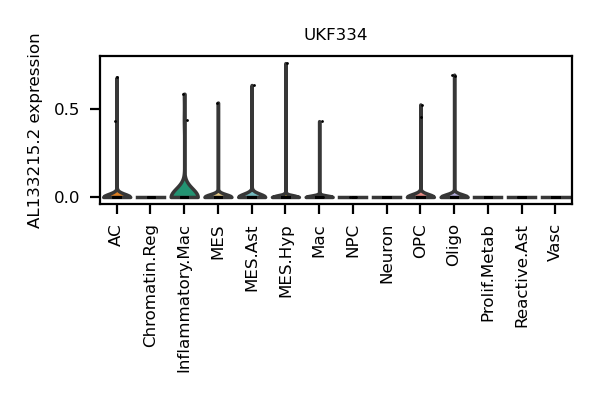 UKF334
AL133215.2 expression
0.5
0.0
AC
Chromatin.Reg
Inflammatory.Mac
MES
MES.Ast
MES.Hyp
Mac
NPC
Neuron
OPC
Oligo
Prolif.Metab
Reactive.Ast
Vasc